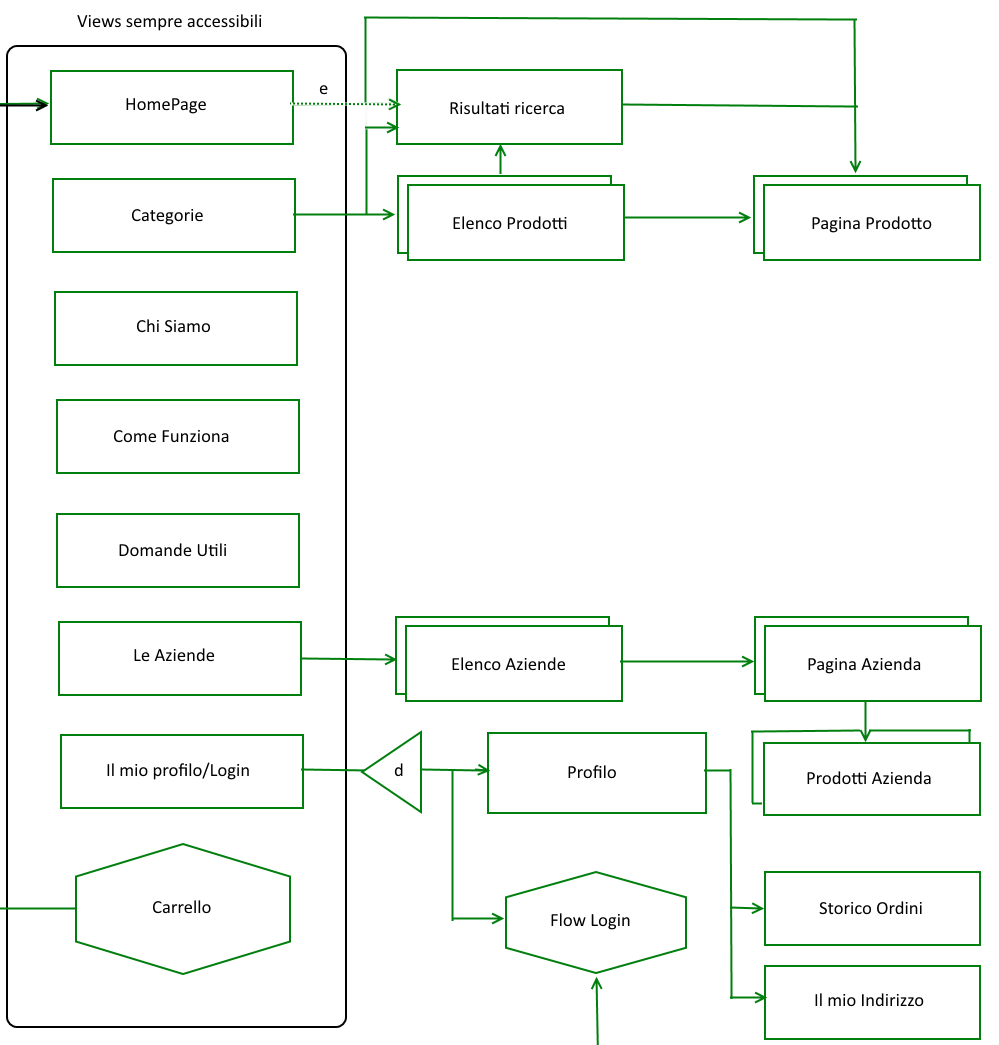 Views sempre accessibili
HomePage
e
Risultati ricerca
Categorie
Elenco Prodotti
Pagina Prodotto
Chi Siamo
Come Funziona
Domande Utili
Le Aziende
Elenco Aziende
Pagina Azienda
Il mio profilo/Login
d
Profilo
Prodotti Azienda
Carrello
Flow Login
Storico Ordini
Il mio Indirizzo